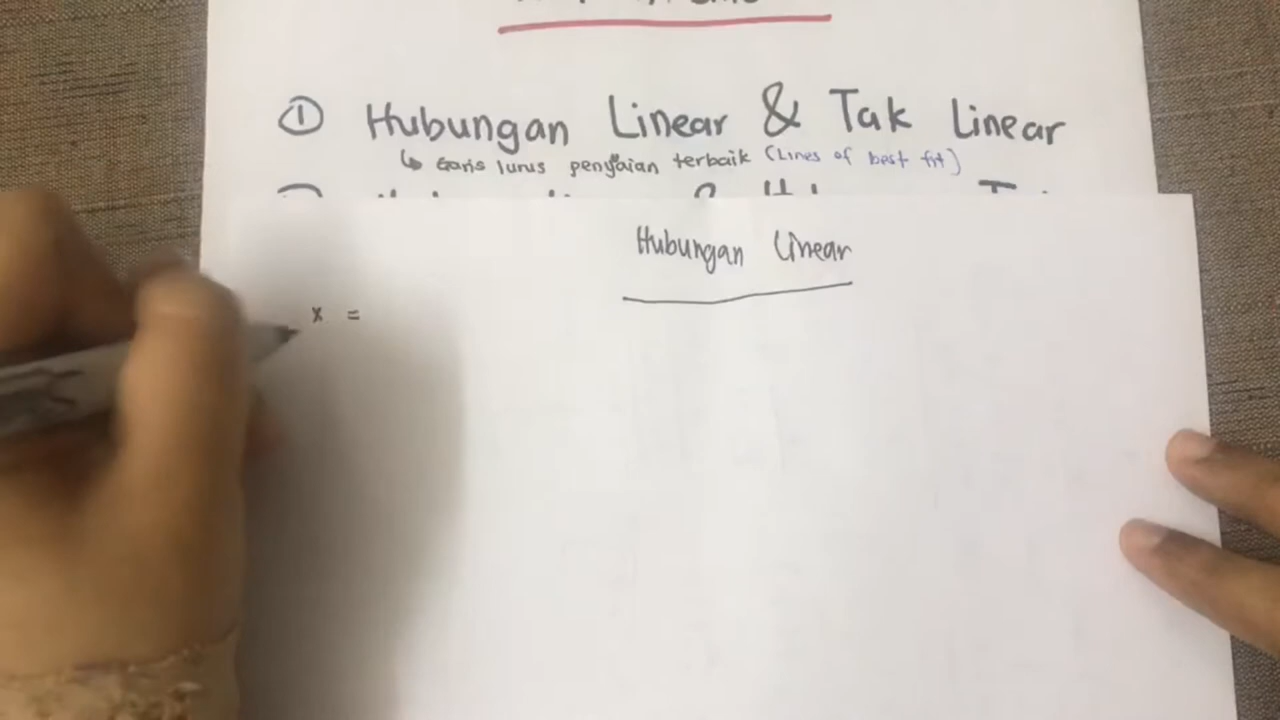 ① Hubungan Linear & Tak Linear
↳ Garis lurus penyuaian terbaik (Lines of best fit)
Hubungan Linear
x =